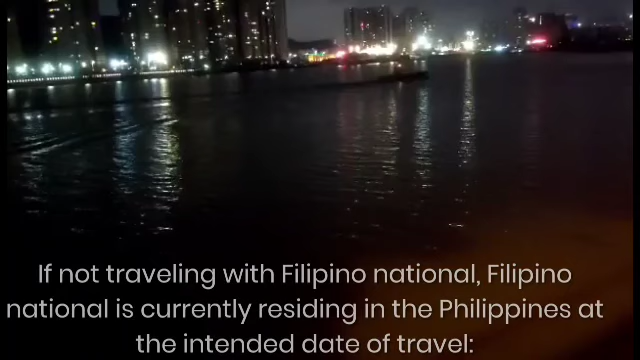 If not traveling with Filipino national, Filipino
national is currently residing in the Philippines at
the intended date of travel: